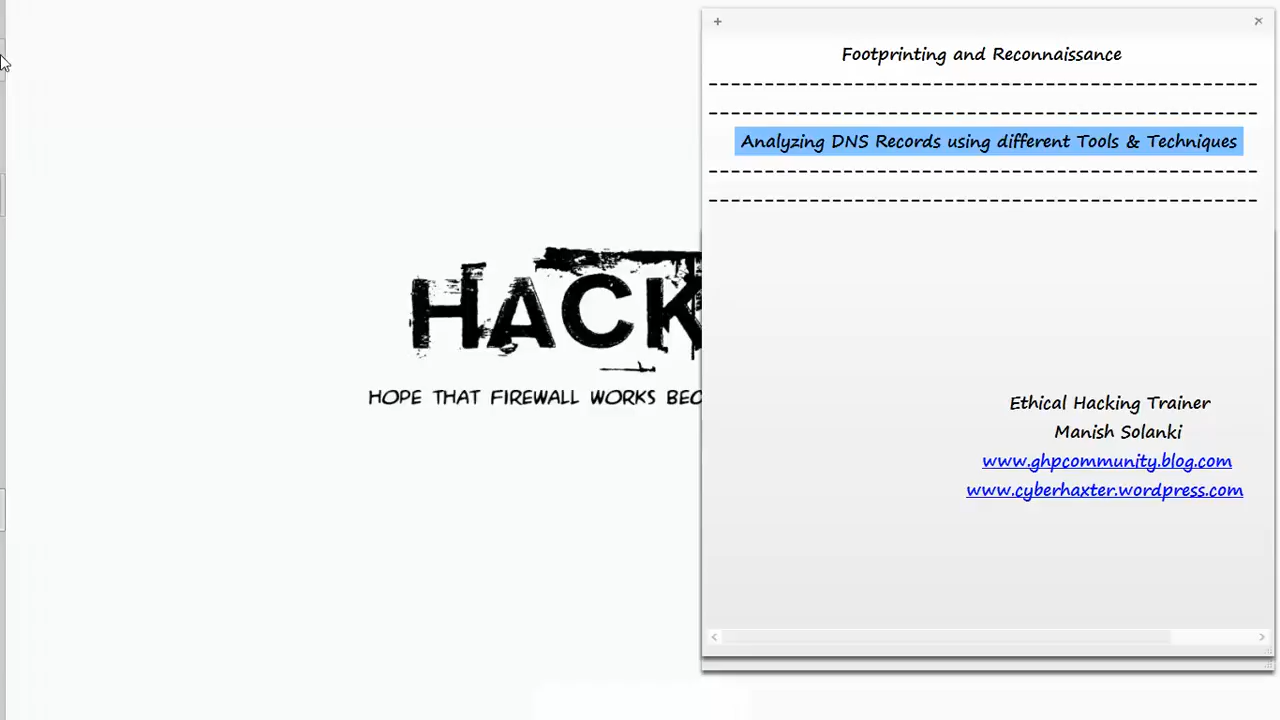 Footprinting and Reconnaissance
-------------------------------------------------
-------------------------------------------------
Analyzing DNS Records using different Tools & Techniques
-------------------------------------------------
-------------------------------------------------
HACK
HOPE THAT FIREWALL WORKS BEC
Ethical Hacking Trainer
Manish Solanki
www.ghpcommunity.blog.com
www.cyberhaxter.wordpress.com